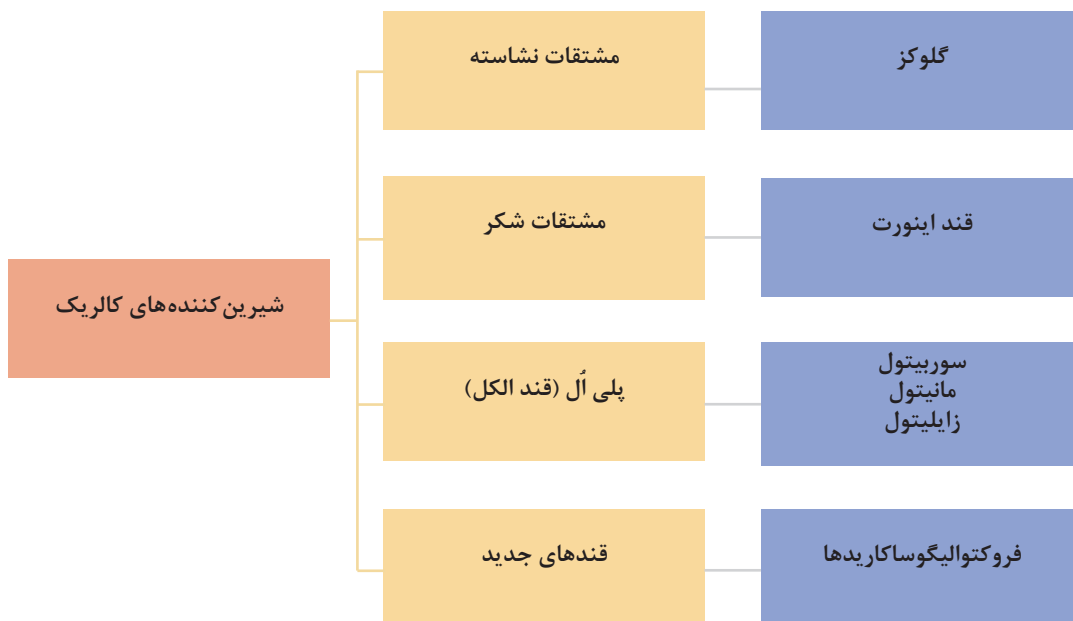 شیرین‌کننده‌های کالریک
مشتقات نشاسته
گلوکز
مشتقات شکر
قند اینورت
پلی اُل (قند الکل)
سوربیتول
مانیتول
زایلیتول
قندهای جدید
فروکتوالیگوساکاریدها